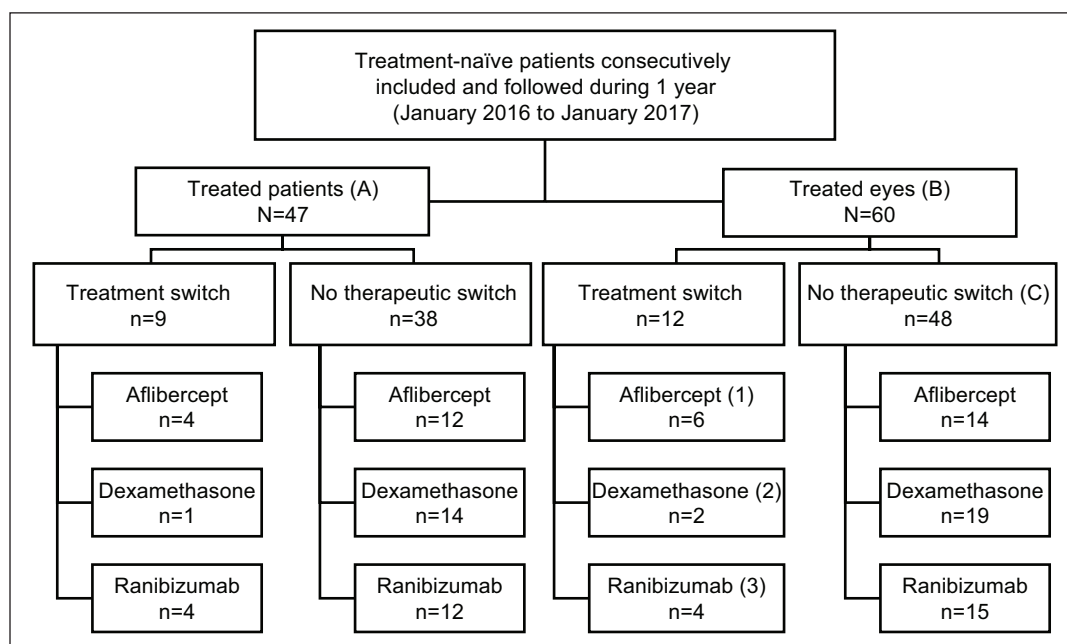 Treatment-naïve patients consecutively
included and followed during 1 year
(January 2016 to January 2017)
Treated patients (A)
N=47
Treated eyes (B)
N=60
Treatment switch
n=9
No therapeutic switch
n=38
Treatment switch
n=12
No therapeutic switch (C)
n=48
Aflibercept
n=4
Aflibercept
n=12
Aflibercept (1)
n=6
Aflibercept
n=14
Dexamethasone
n=1
Dexamethasone
n=14
Dexamethasone (2)
n=2
Dexamethasone
n=19
Ranibizumab
n=4
Ranibizumab
n=12
Ranibizumab (3)
n=4
Ranibizumab
n=15